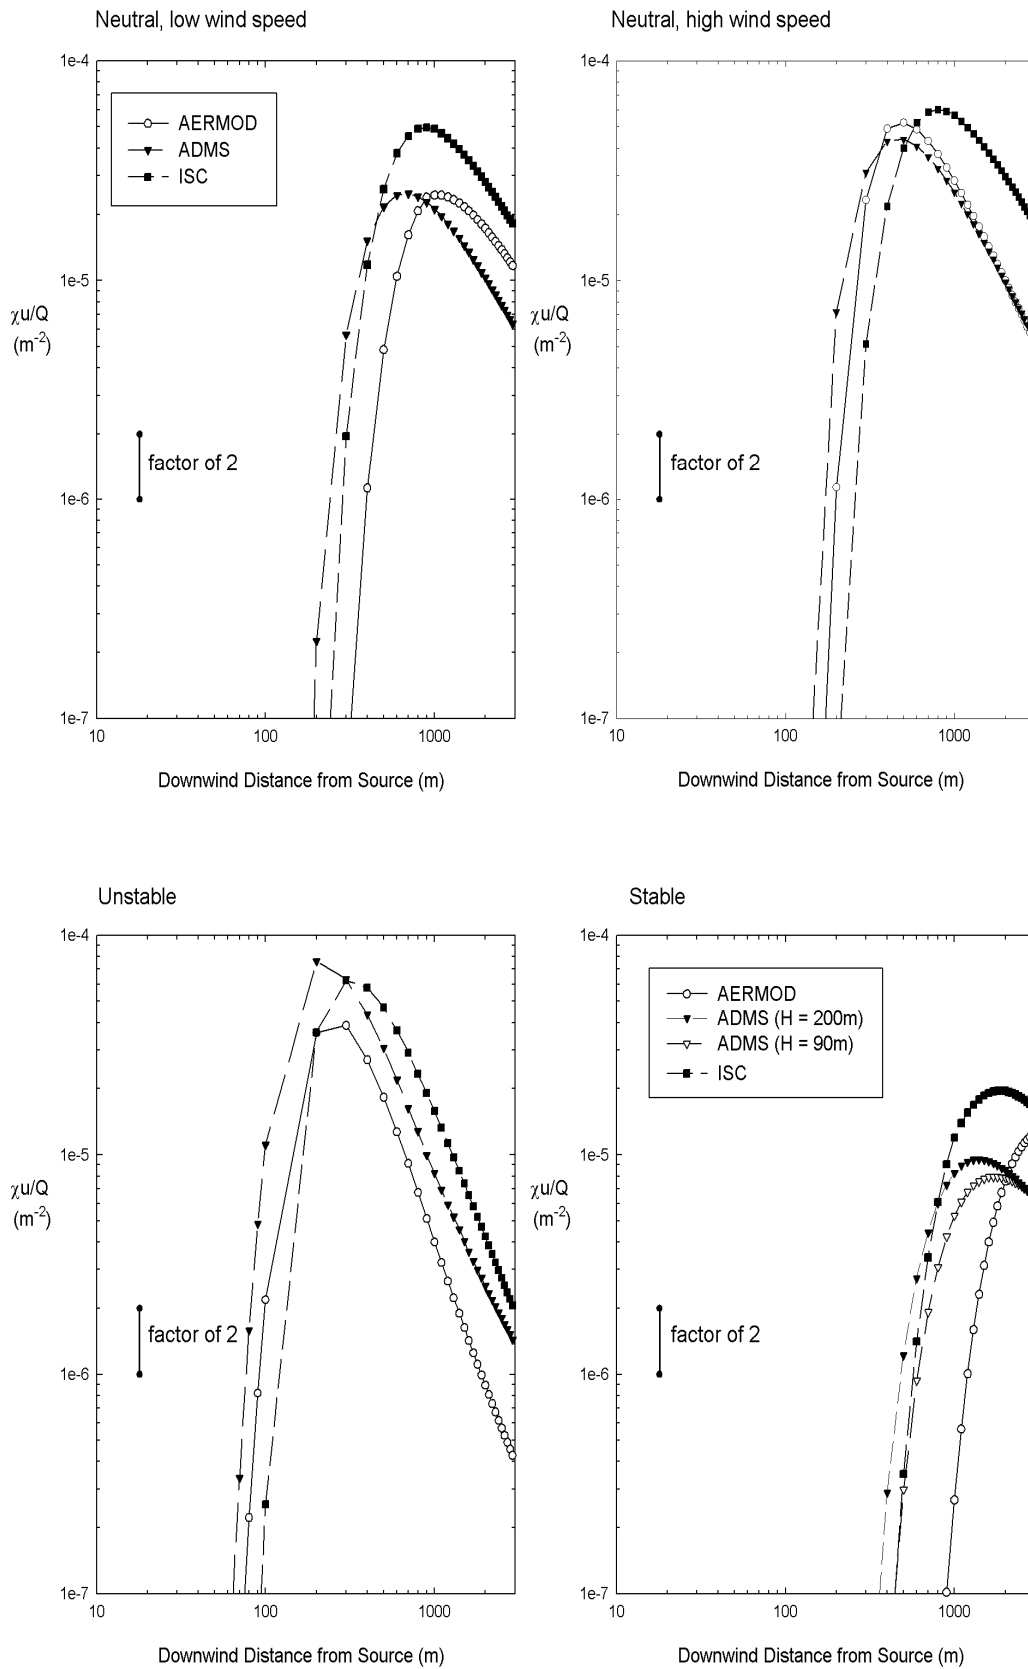 Neutral, low wind speed
Neutral, high wind speed
1e-4
AERMOD
ADMS
ISC
1e-5
χu/Q
(m-2)
factor of 2
1e-6
1e-7
10
100
1000
Downwind Distance from Source (m)
1e-4
1e-5
χu/Q
(m-2)
factor of 2
1e-6
1e-7
10
100
1000
Downwind Distance from Source (m)
Unstable
Stable
1e-4
1e-5
χu/Q
(m-2)
factor of 2
1e-6
1e-7
10
100
1000
Downwind Distance from Source (m)
1e-4
AERMOD
ADMS (H = 200m)
ADMS (H = 90m)
ISC
1e-5
χu/Q
(m-2)
factor of 2
1e-6
1e-7
10
100
1000
Downwind Distance from Source (m)